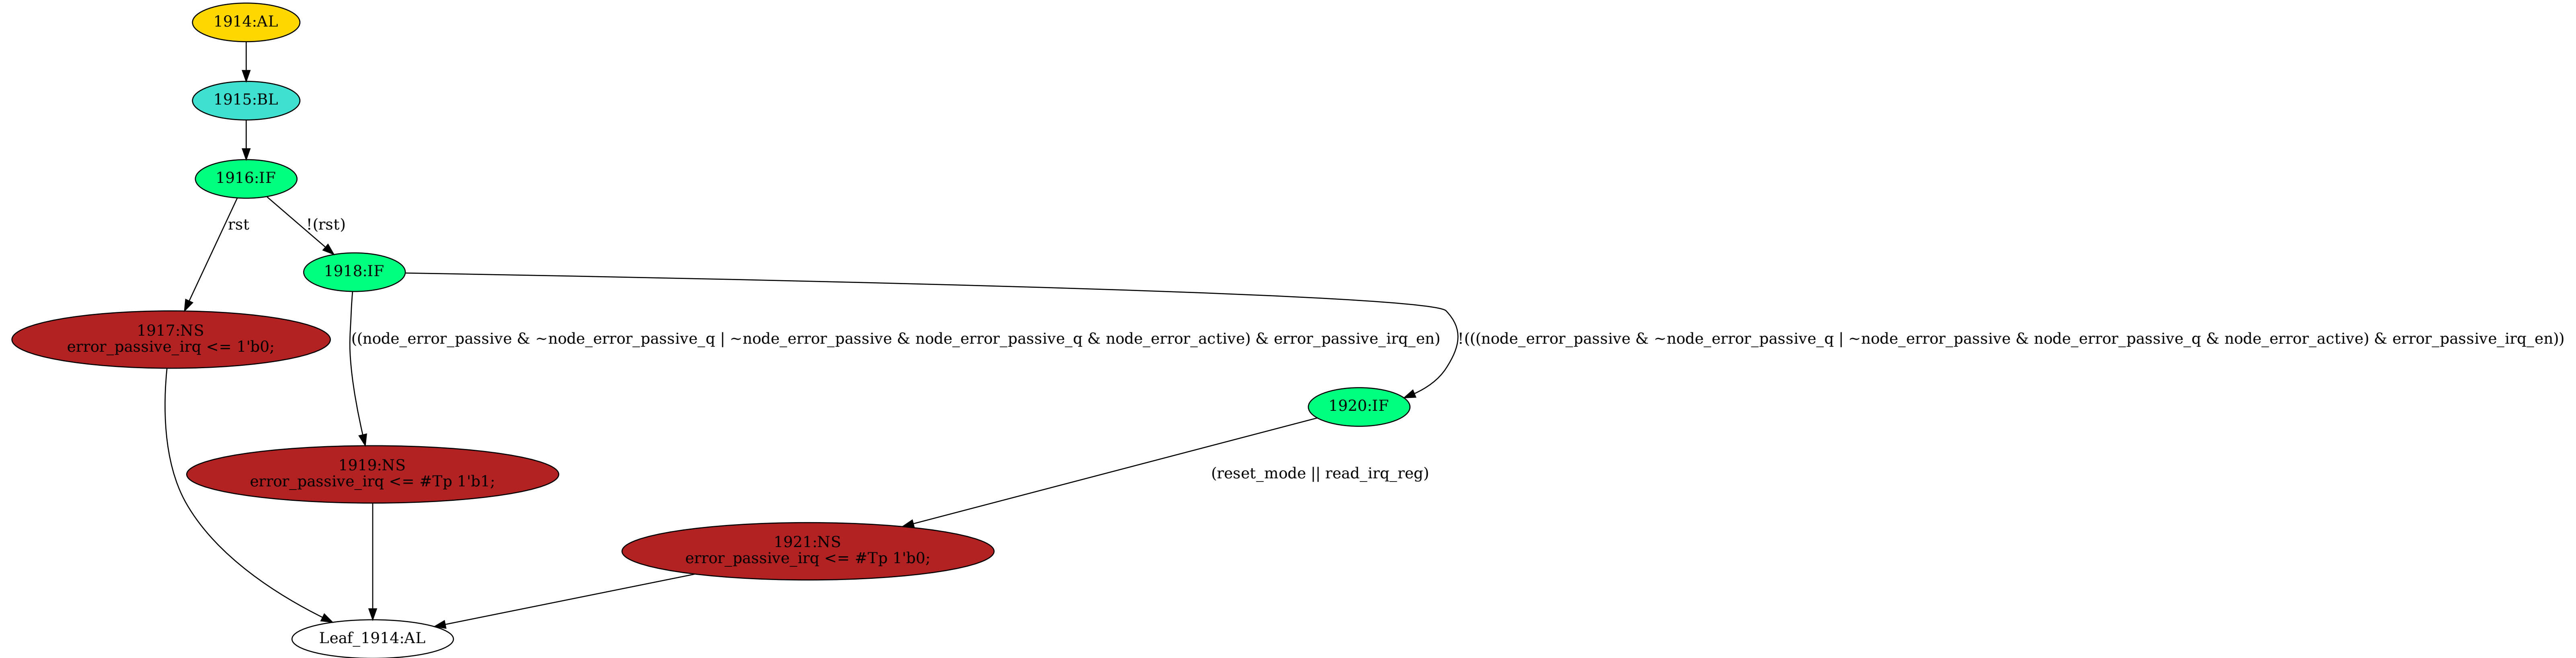 1914:AL
1915:BL
1916:IF
rst
!(rst)
1918:IF
1917:NS
error_passive_irq <= 1'b0;
((node_error_passive & ~node_error_passive_q | ~node_error_passive & node_error_passive_q & node_error_active) & error_passive_irq_en)
!(((node_error_passive & ~node_error_passive_q | ~node_error_passive & node_error_passive_q & node_error_active) & error_passive_irq_en))
1920:IF
1919:NS
error_passive_irq <= #Tp 1'b1;
(reset_mode || read_irq_reg)
1921:NS
error_passive_irq <= #Tp 1'b0;
Leaf_1914:AL